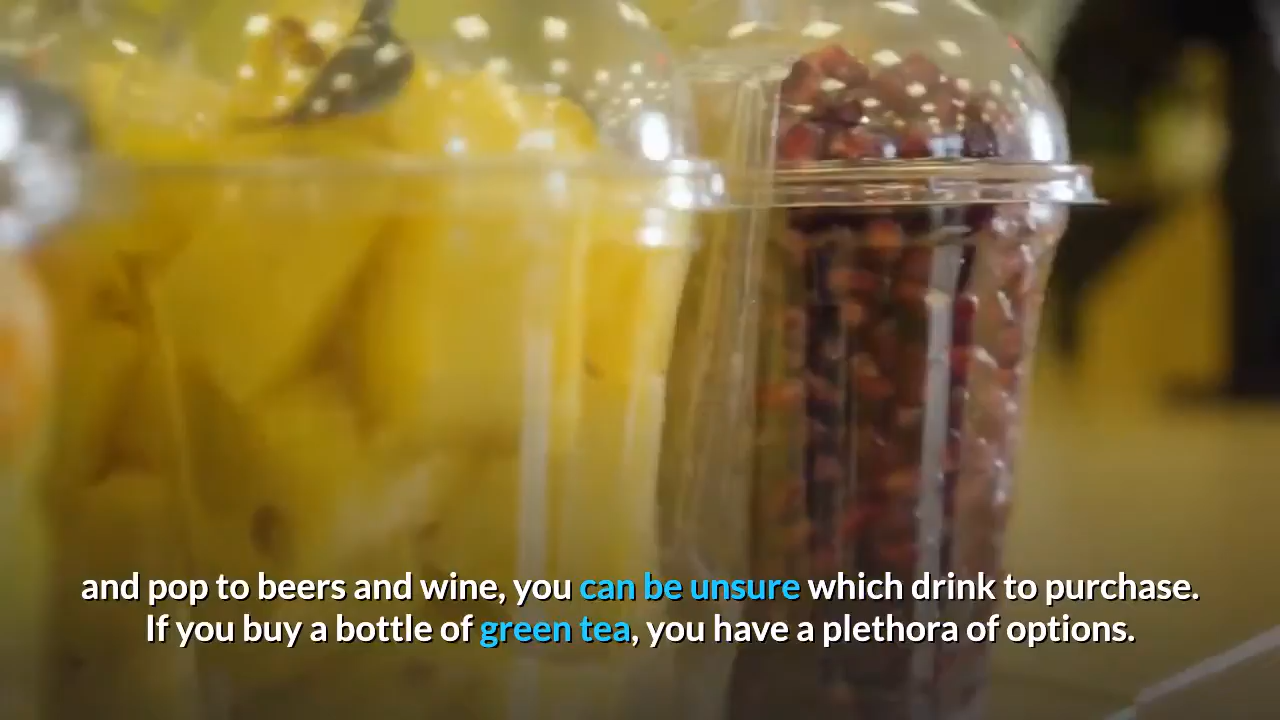 and pop to beers and wine, you can be unsure which drink to purchase.
If you buy a bottle of green tea, you have a plethora of options.